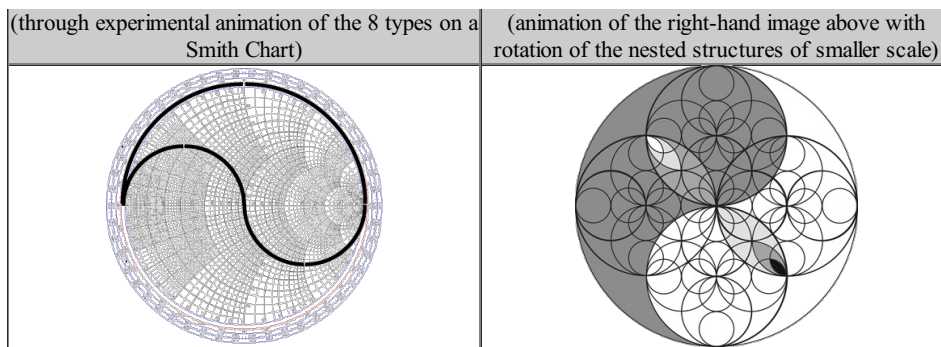 (through experimental animation of the 8 types on a
Smith Chart)
(animation of the right-hand image above with
rotation of the nested structures of smaller scale)